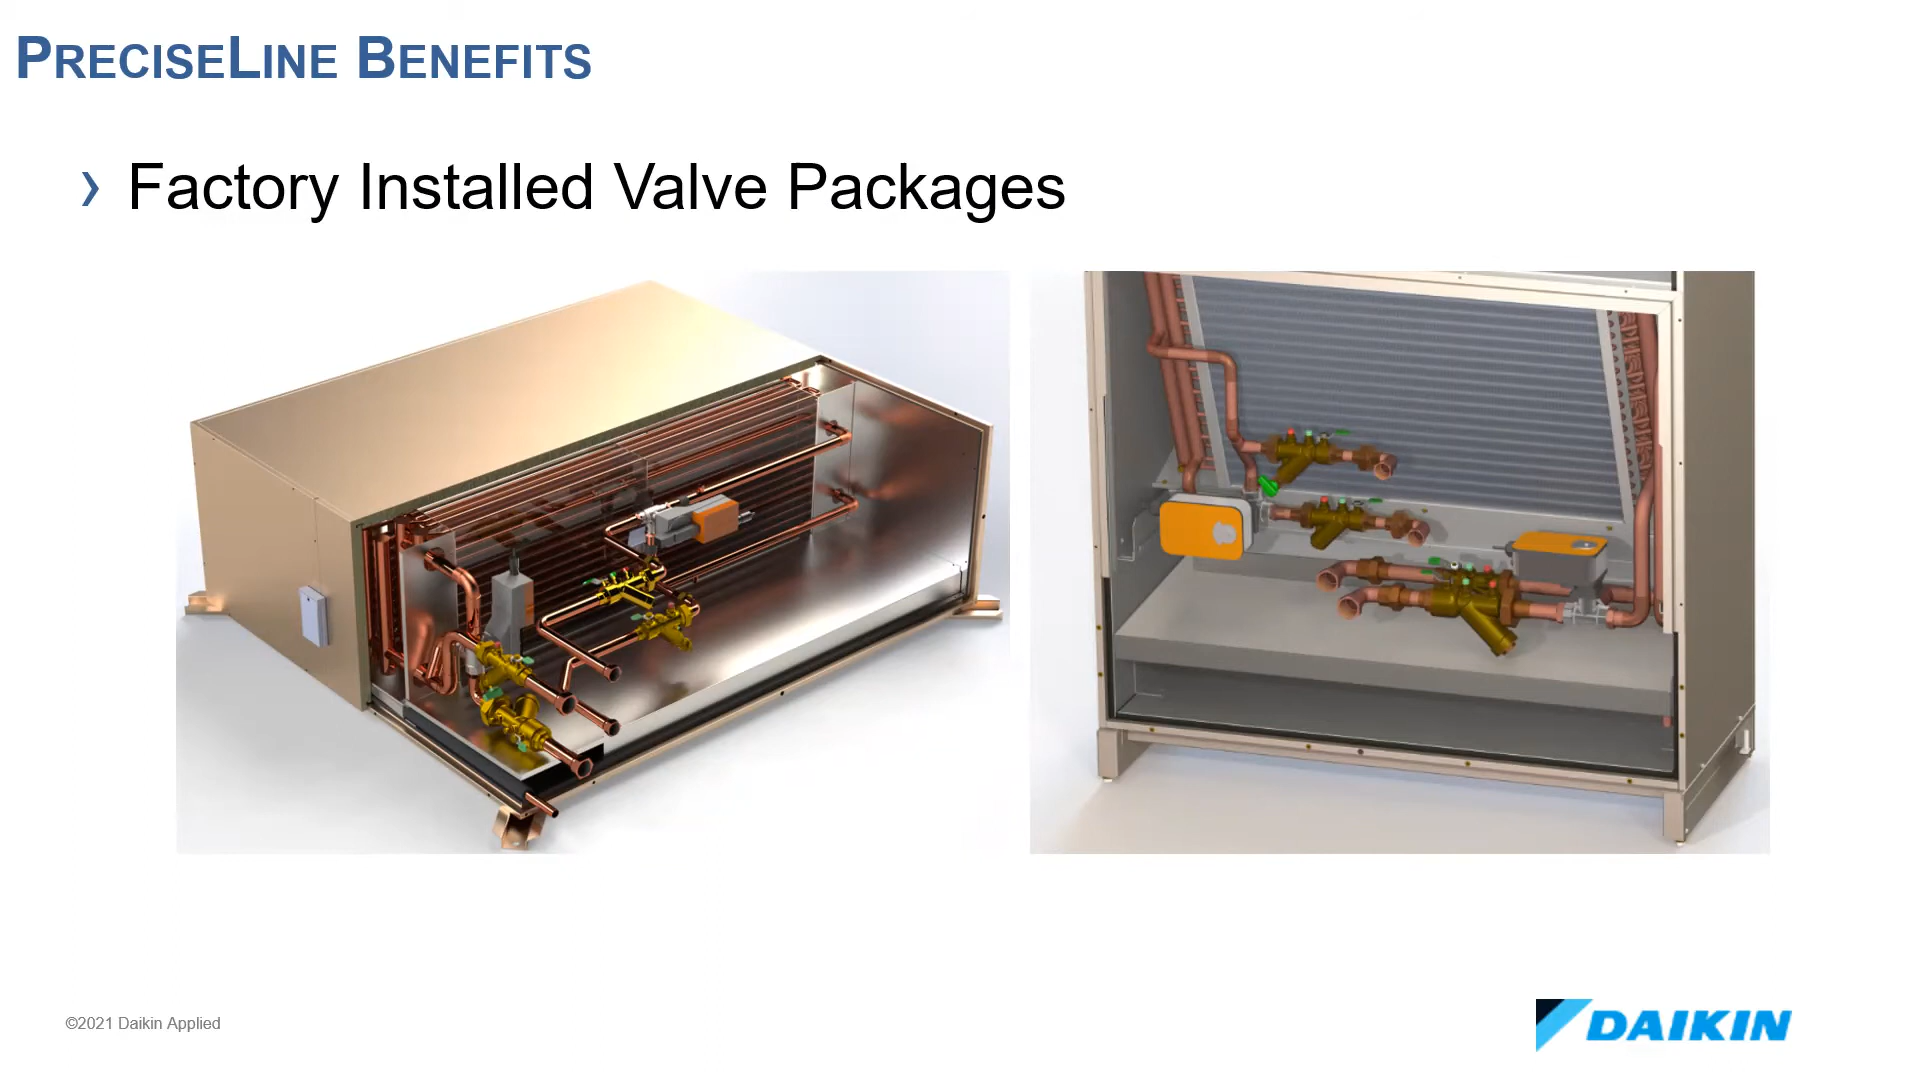 PRECISELINE BENEFITS
› Factory Installed Valve Packages
©2021 Daikin Applied
DAIKIN